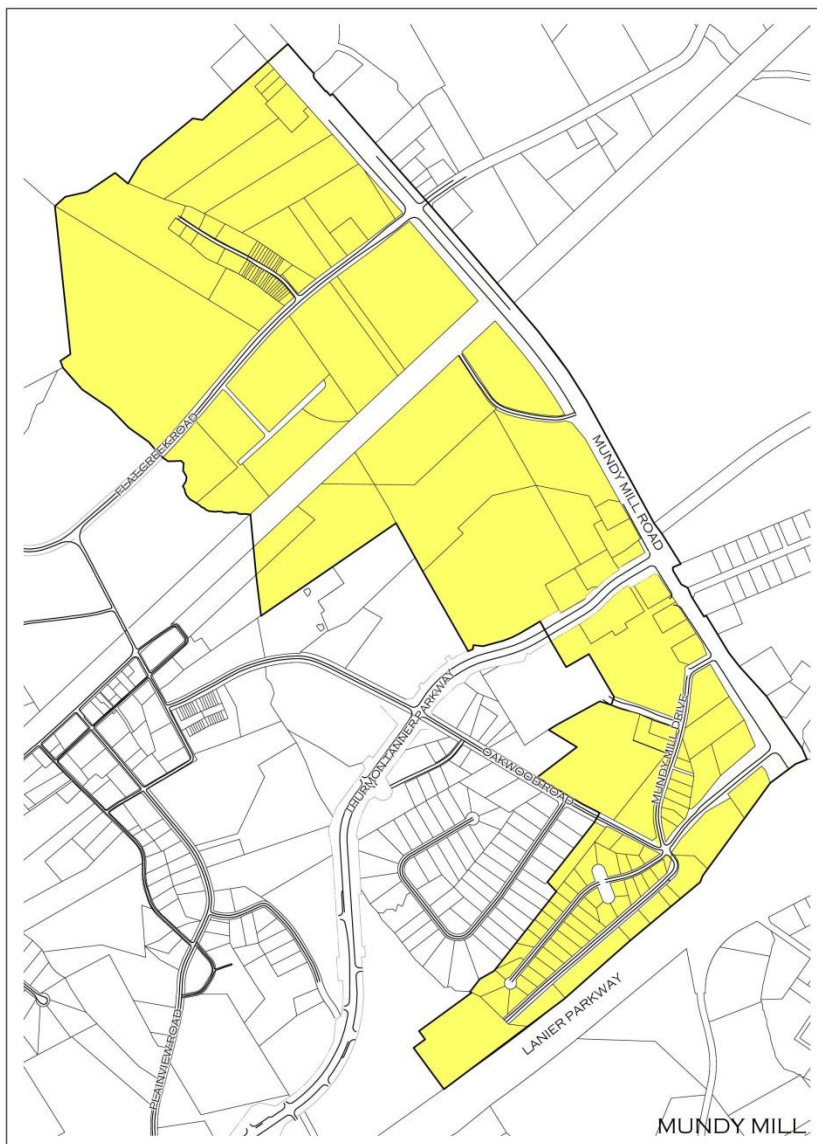 FLAT CREEK ROAD
MUNDY MILL ROAD
THURMON TANNER PARKWAY
OAKWOOD ROAD
MUNDY MILL DRIVE
LANIER PARKWAY
PLAINVIEW ROAD
MUNDY MILL